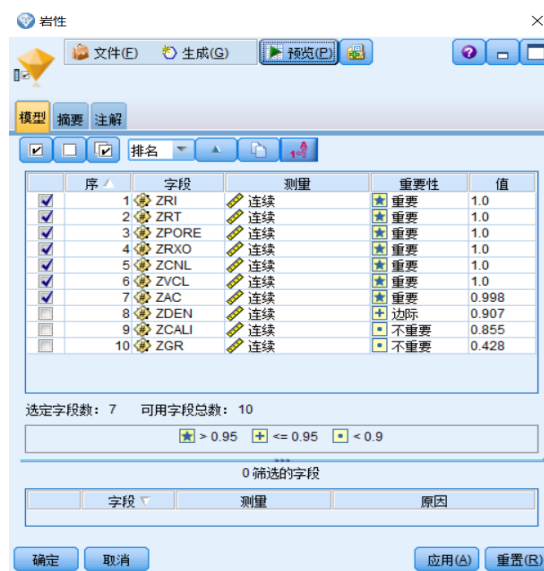 岩性
文件(F) 生成(G) 预览(P)
模型 摘要 注解
排名
序 字段 测量 重要性 值
1 ZRI 连续 重要 1.0
2 ZRT 连续 重要 1.0
3 ZPORE 连续 重要 1.0
4 ZRXO 连续 重要 1.0
5 ZCNL 连续 重要 1.0
6 ZVCL 连续 重要 1.0
7 ZAC 连续 重要 0.998
8 ZDEN 连续 边际 0.907
9 ZCALI 连续 不重要 0.855
10 ZGR 连续 不重要 0.428
选定字段数: 7 可用字段总数: 10
> 0.95 <= 0.95 < 0.9
0 筛选的字段
字段 测量 原因
确定 取消 应用(A) 重置(R)